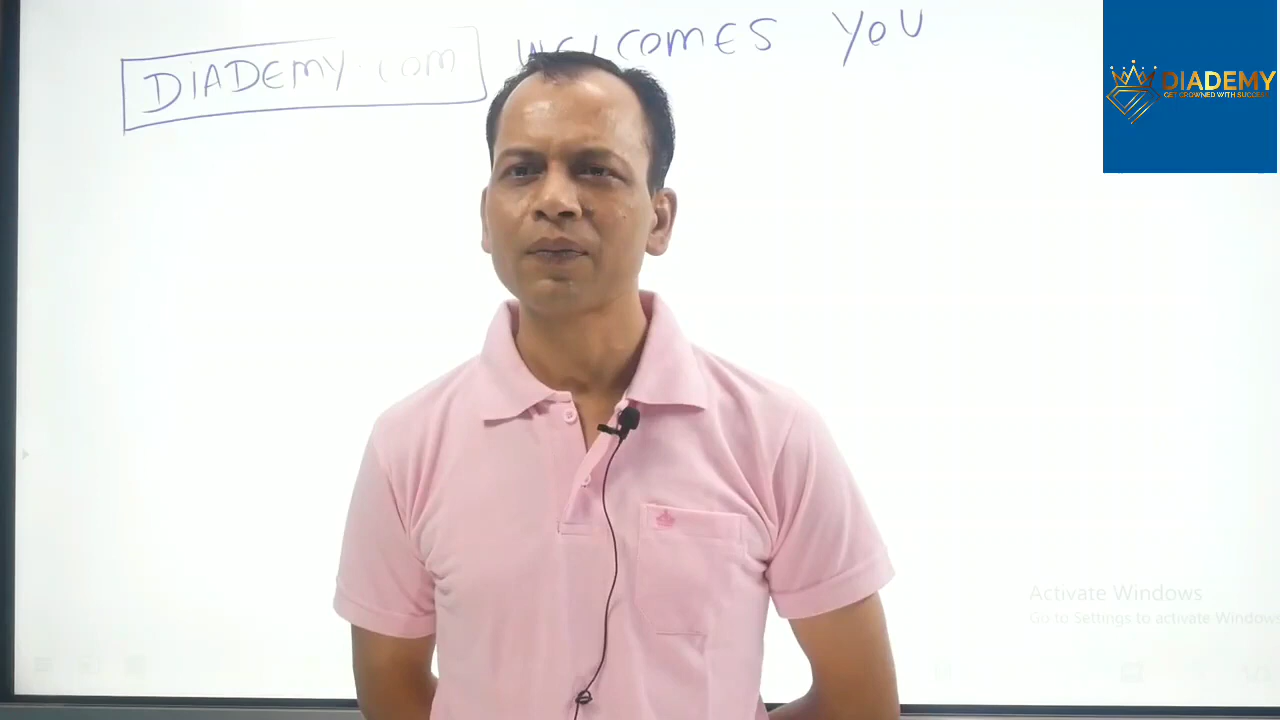 DIADEMY.COM WELCOMES YOU
DIADEMY
GET CROWNED WITH SUCCESS
Activate Windows
Go to Settings to activate Windows